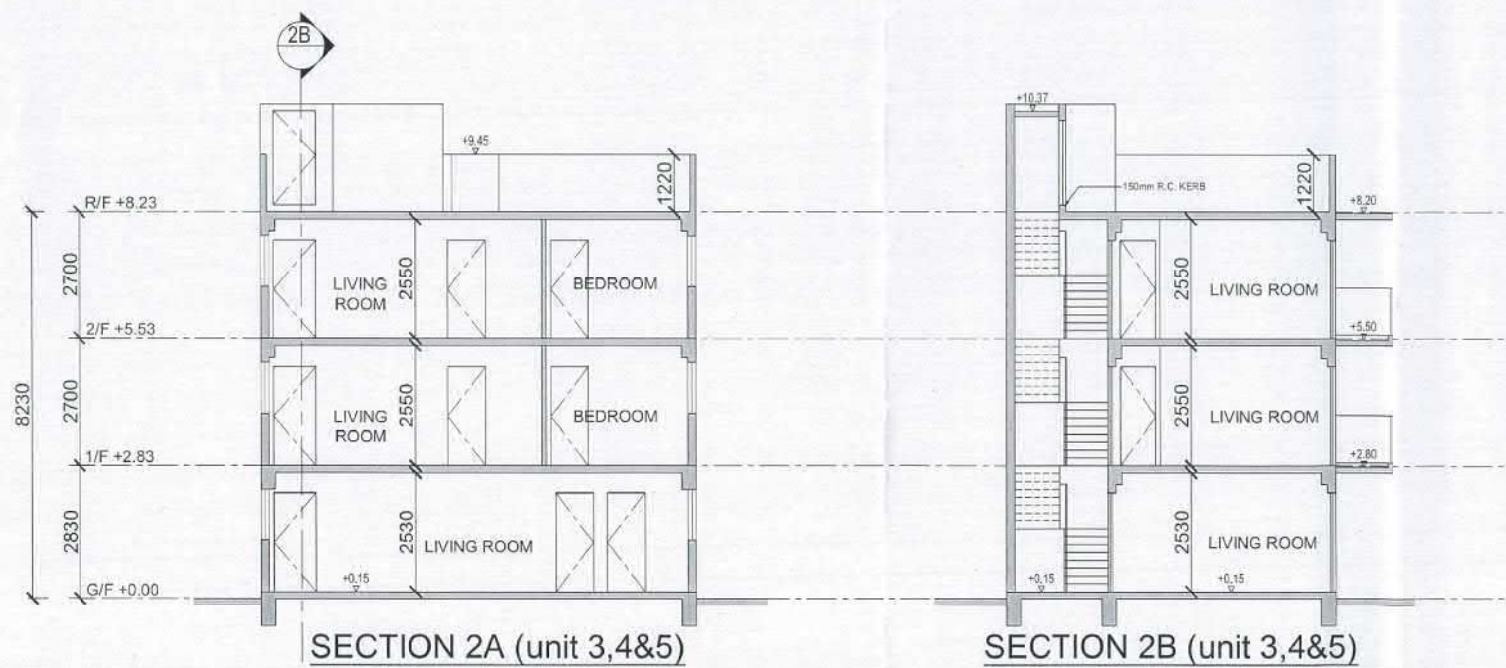 2B
+10.37
+9.45
1220
150mm R.C. KERB
1220
R/F +8.23
+8.20
2700
LIVING
ROOM
2550
BEDROOM
2550
LIVING ROOM
2/F +5.53
+5.50
8230
2700
LIVING
ROOM
2550
BEDROOM
2550
LIVING ROOM
1/F +2.83
+2.80
2830
2530
LIVING ROOM
2530
LIVING ROOM
G/F +0.00
+0.15
+0.15
+0.15
SECTION 2A (unit 3,4&5)
SECTION 2B (unit 3,4&5)